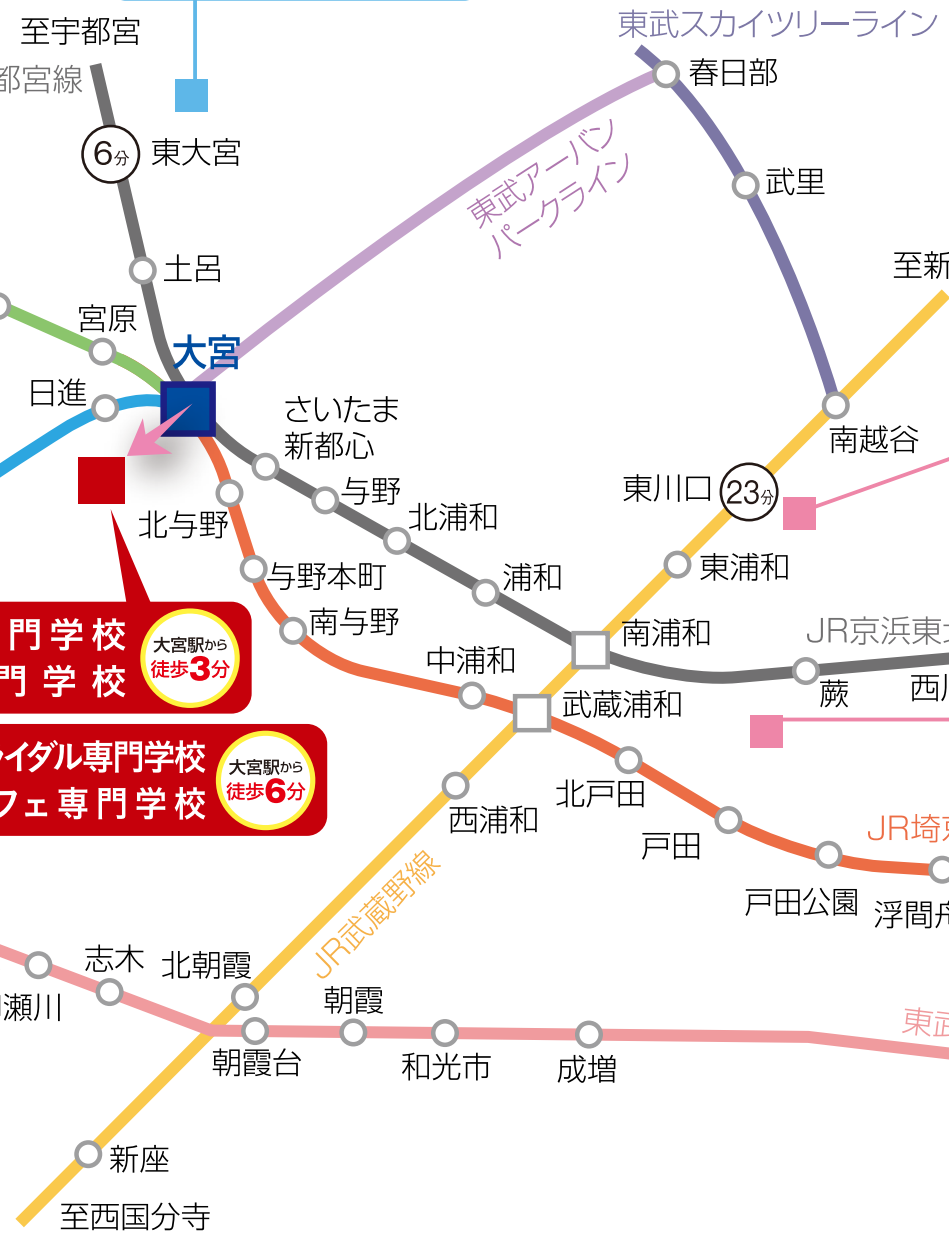 至宇都宮
東武スカイツリーライン
都宮線
春日部
6分
東大宮
東武アーバン
パークライン
武里
土呂
至新
宮原
大宮
日進
さいたま
新都心
南越谷
与野
東川口
23分
北与野
北浦和
与野本町
浦和
東浦和
南与野
門学校
大宮駅から
徒歩3分
門学校
南浦和
JR京浜東
中浦和
蕨
西
武蔵浦和
イダル専門学校
大宮駅から
徒歩6分
フェ専門学校
西浦和
北戸田
戸田
JR埼
戸田公園
浮間
JR武蔵野線
志木
北朝霞
瀬川
朝霞
東武
朝霞台
和光市
成増
新座
至西国分寺